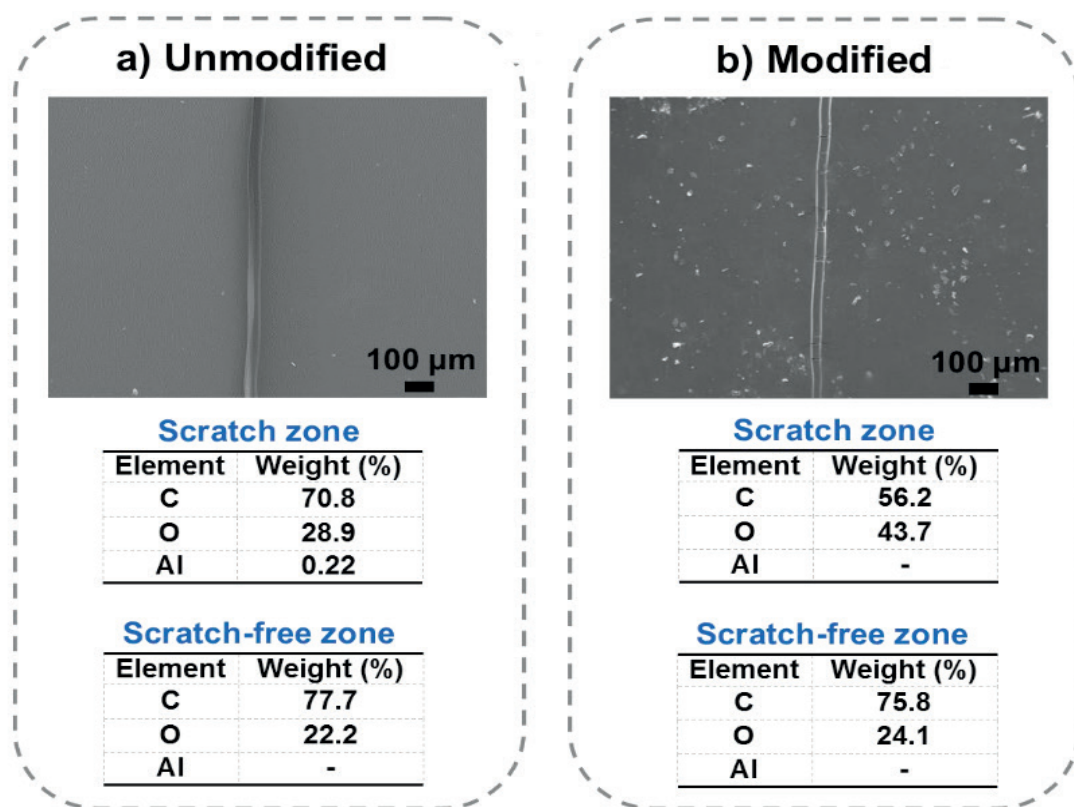 a) Unmodified
100 µm
Scratch zone
Element Weight (%)
C 70.8
O 28.9
Al 0.22
Scratch-free zone
Element Weight (%)
C 77.7
O 22.2
Al -
b) Modified
100 µm
Scratch zone
Element Weight (%)
C 56.2
O 43.7
Al -
Scratch-free zone
Element Weight (%)
C 75.8
O 24.1
Al -